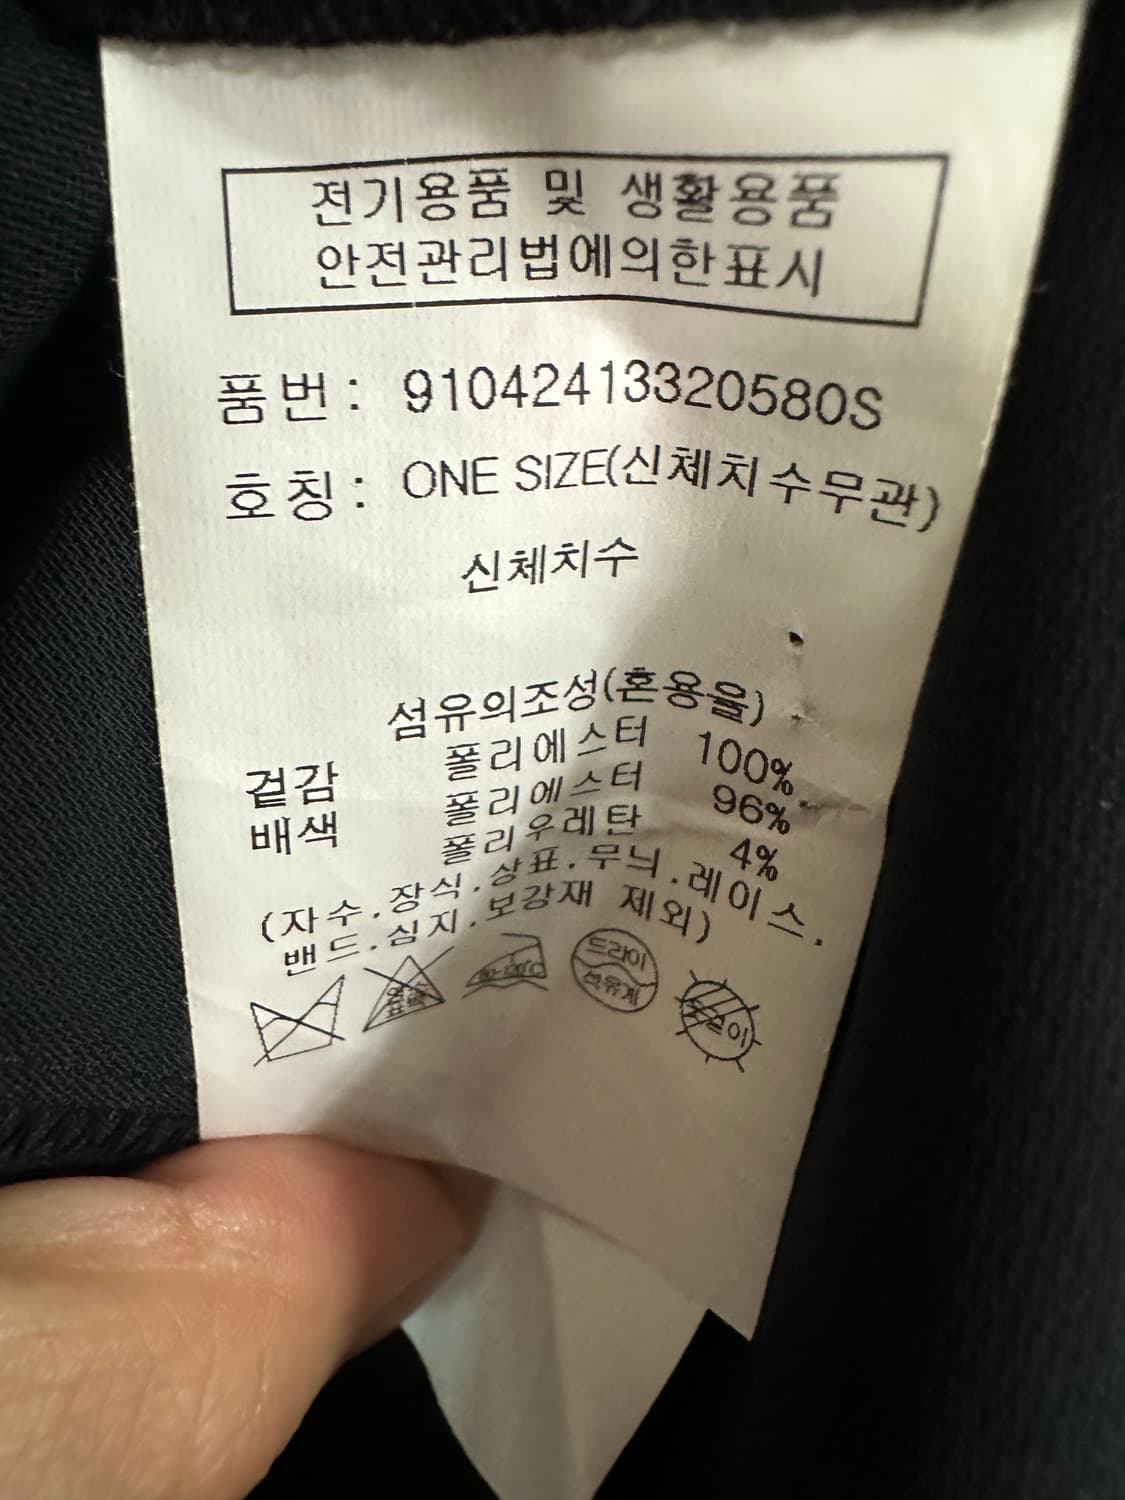 전기용품 및 생활용품
안전관리법에의한표시
품번: 91042413320580S
호칭: ONE SIZE(신체치수무관)
신체치수
섬유의조성(혼용율)
겉감 폴리에스터 100%
배색 폴리에스터 96%
폴리우레탄 4%
(자수.장식.상표.무늬.레이스.
밴드.심지.보강재 제외)
드라이
석유계